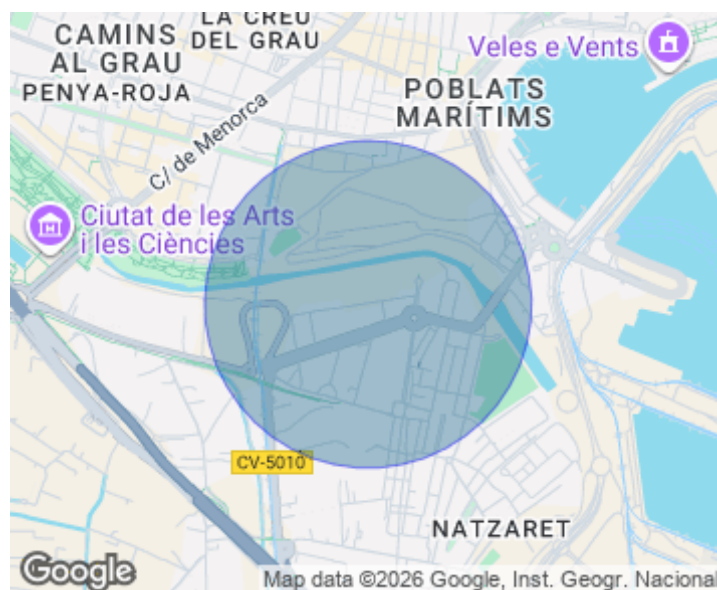 LA CREU
DEL GRAU
CAMINS
AL GRAU
PENYA-ROJA
Veles e Vents
POBLATS
MARÍTIMS
C/ de Menorca
Ciutat de les Arts
i les Ciències
CV-5010
NATZARET
Google
Map data ©2026 Google, Inst. Geogr. Nacional